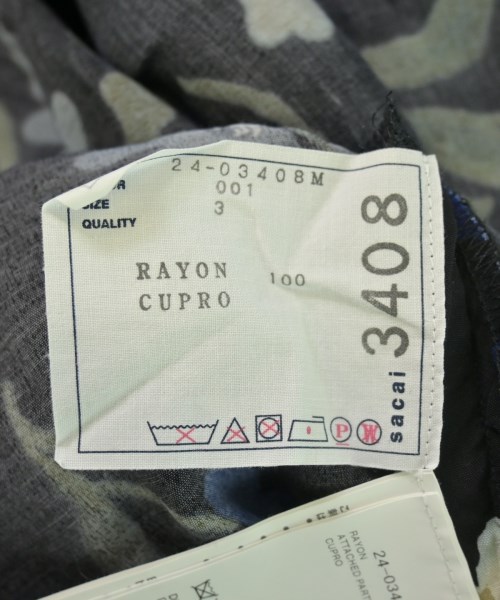 24-03408M
001
SIZE 3
QUALITY
RAYON 100
CUPRO
sacai 3408
P W
RAYON
ATTACHED PART
CUPRO
24-034